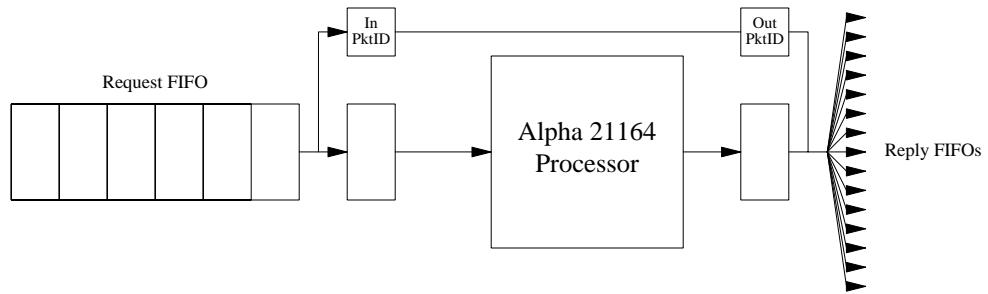 In
PktID
Out
PktID
Request FIFO
Alpha 21164
Processor
Reply FIFOs